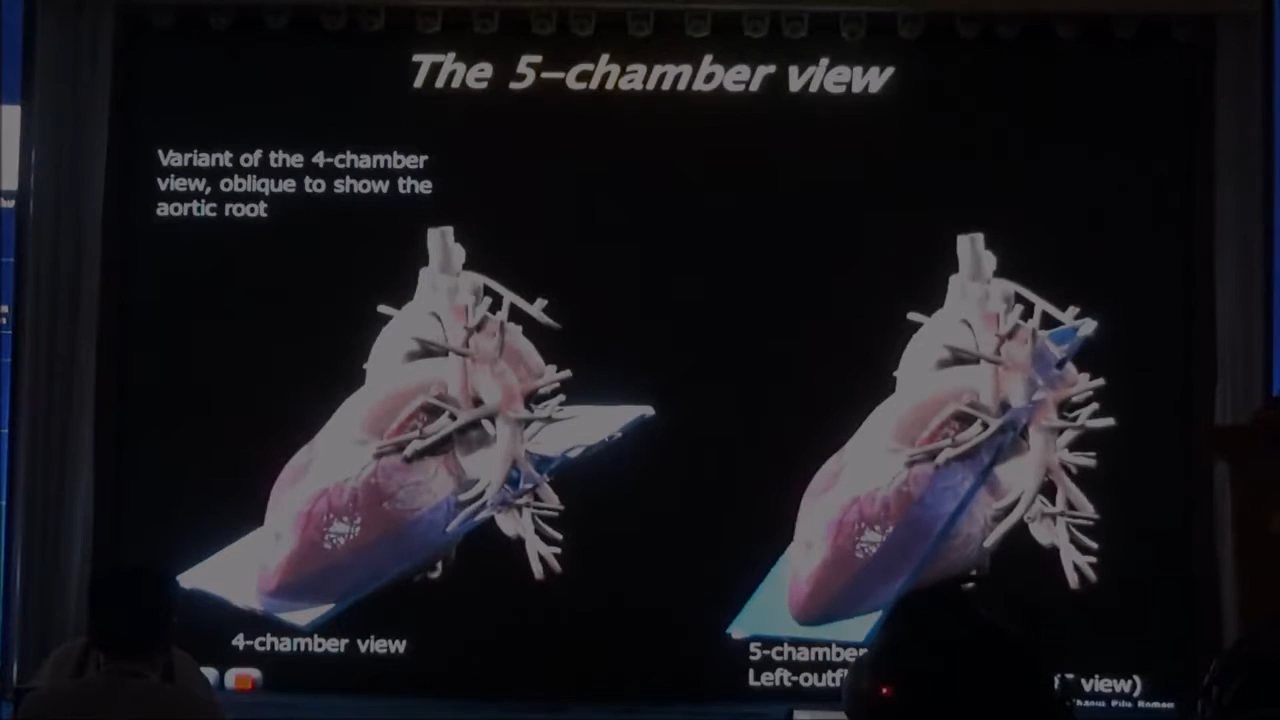 The 5-chamber view
Variant of the 4-chamber
view, oblique to show the
aortic root
4-chamber view
5-chamber
Left-outfl
view)